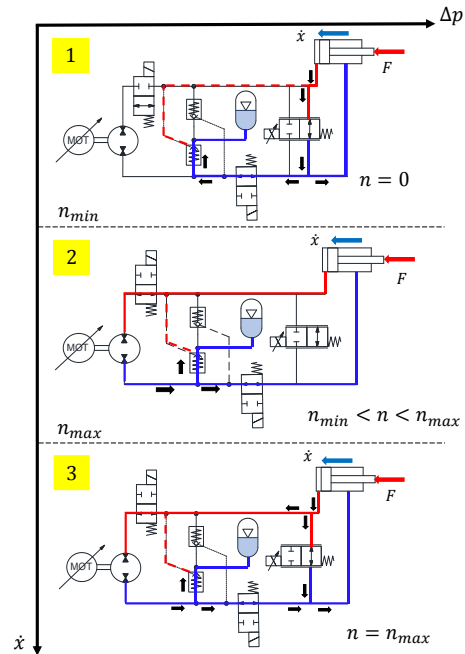 Δp
1
ẋ
F
MOT
n = 0
n_min
2
ẋ
F
MOT
n_min < n < n_max
n_max
3
ẋ
F
MOT
n = n_max
ẋ